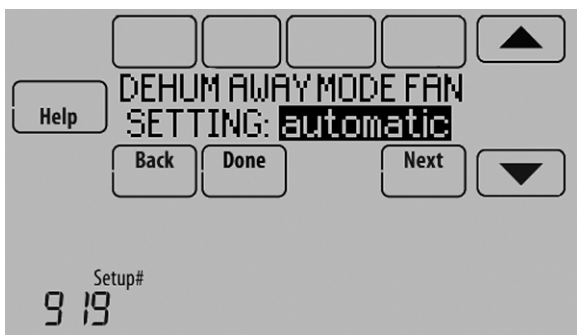 DEHUM AWAY MODE FAN
Help
SETTING: automatic
Back Done Next
Setup#
919